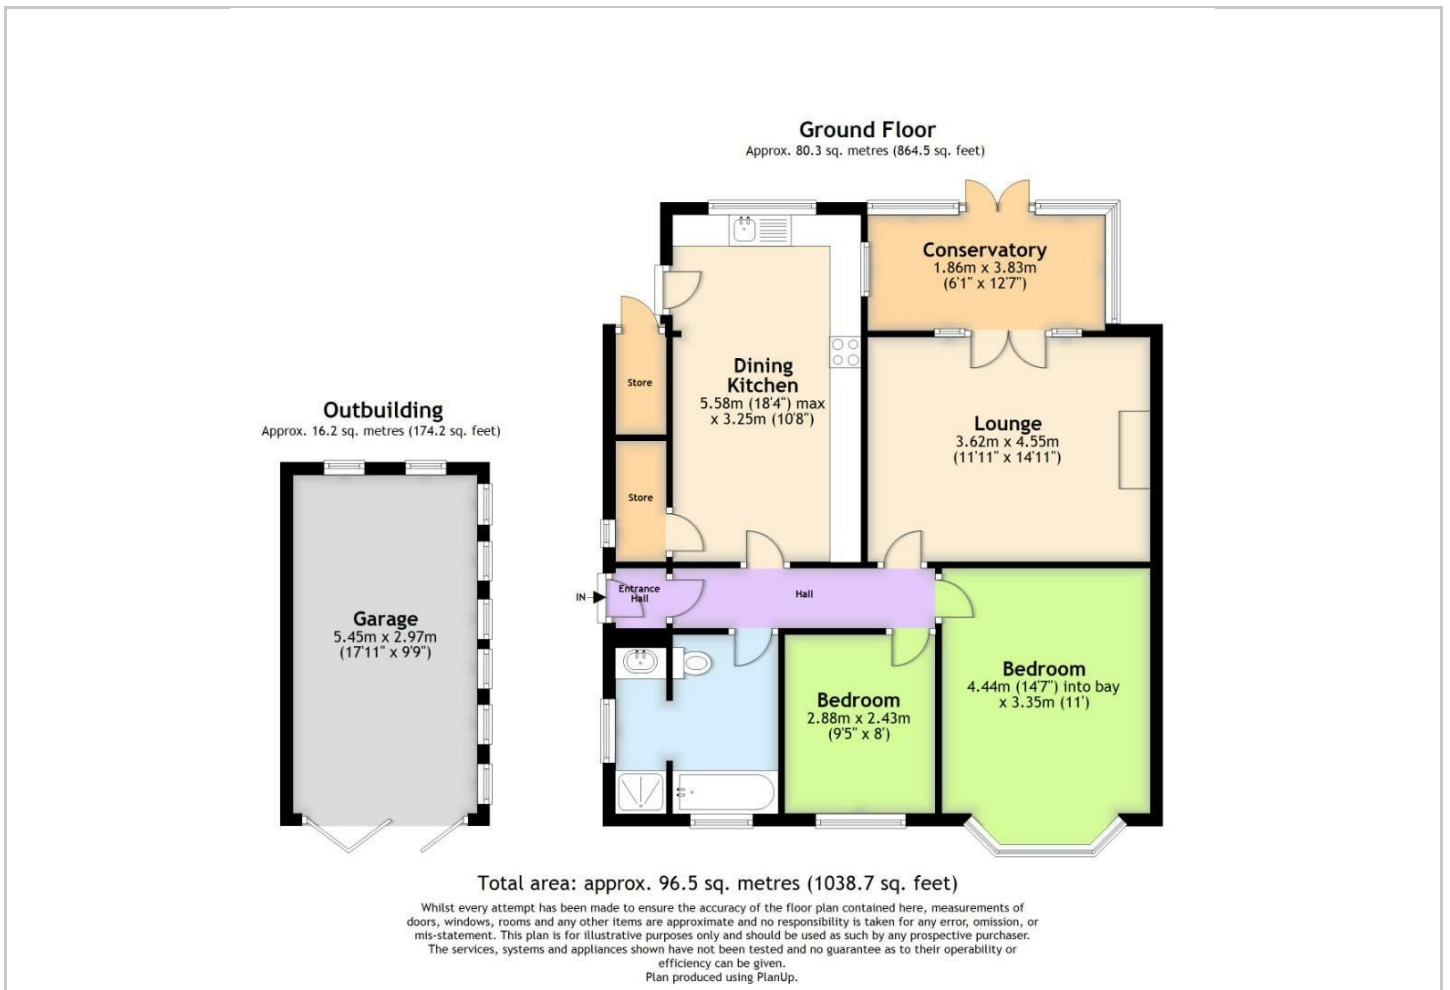 Ground Floor
Approx. 80.3 sq. metres (864.5 sq. feet)
Conservatory
1.86m x 3.83m
(6'1" x 12'7")
Dining
Kitchen
5.58m (18'4") max
x 3.25m (10'8")
Store
Lounge
3.62m x 4.55m
(11'11" x 14'11")
Outbuilding
Approx. 16.2 sq. metres (174.2 sq. feet)
Store
IN
Entrance
Hall
Hall
Garage
5.45m x 2.97m
(17'11" x 9'9")
Bedroom
2.88m x 2.43m
(9'5" x 8')
Bedroom
4.44m (14'7") into bay
x 3.35m (11')
Total area: approx. 96.5 sq. metres (1038.7 sq. feet)
Whilst every attempt has been made to ensure the accuracy of the floor plan contained here, measurements of
doors, windows, rooms and any other items are approximate and no responsibility is taken for any error, omission, or
mis-statement. This plan is for illustrative purposes only and should be used as such by any prospective purchaser.
The services, systems and appliances shown have not been tested and no guarantee as to their operability or
efficiency can be given.
Plan produced using PlanUp.